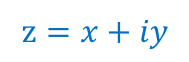 z = x + iy